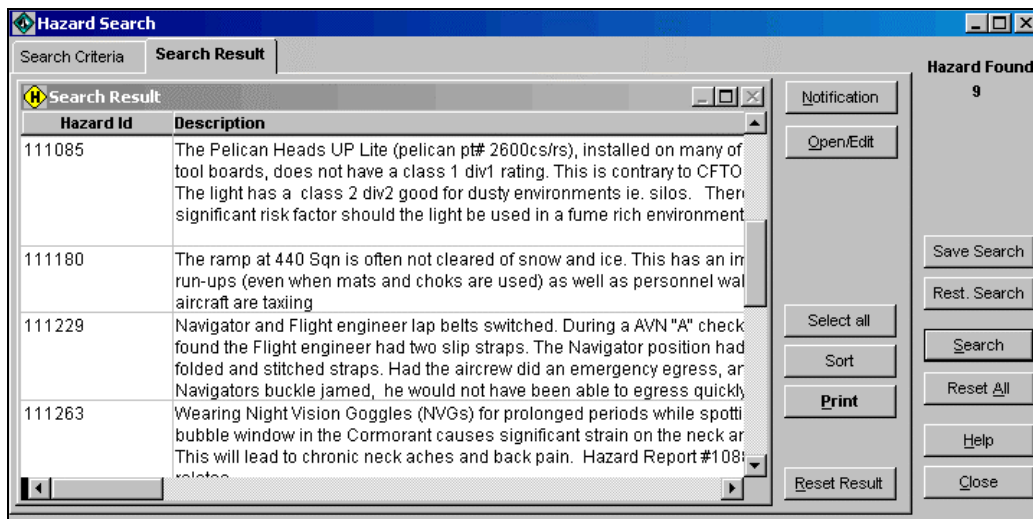 Hazard Search
Search Criteria
Search Result
Hazard Found
9
Search Result
Hazard Id Description
111085
The Pelican Heads UP Lite (pelican pt# 2600cs/rs), installed on many of
tool boards, does not have a class 1 div1 rating. This is contrary to CFTO
The light has a class 2 div2 good for dusty environments ie. silos. Ther
significant risk factor should the light be used in a fume rich environment
111180
The ramp at 440 Sqn is often not cleared of snow and ice. This has an
run-ups (even when mats and choks are used) as well as personnel wal
aircraft are taxiing
111229
Navigator and Flight engineer lap belts switched. During a AVN "A" check
found the Flight engineer had two slip straps. The Navigator position had
folded and stitched straps. Had the aircrew did an emergency egress,
Navigators buckle jamed, he would not have been able to egress quickly
111263
Wearing Night Vision Goggles (NVGs) for prolonged periods while spotti
bubble window in the Cormorant causes significant strain on the neck
This will lead to chronic neck aches and back pain. Hazard Report #108
Notification
Open/Edit
Select all
Sort
Print
Reset Result
Save Search
Rest. Search
Search
Reset All
Help
Close